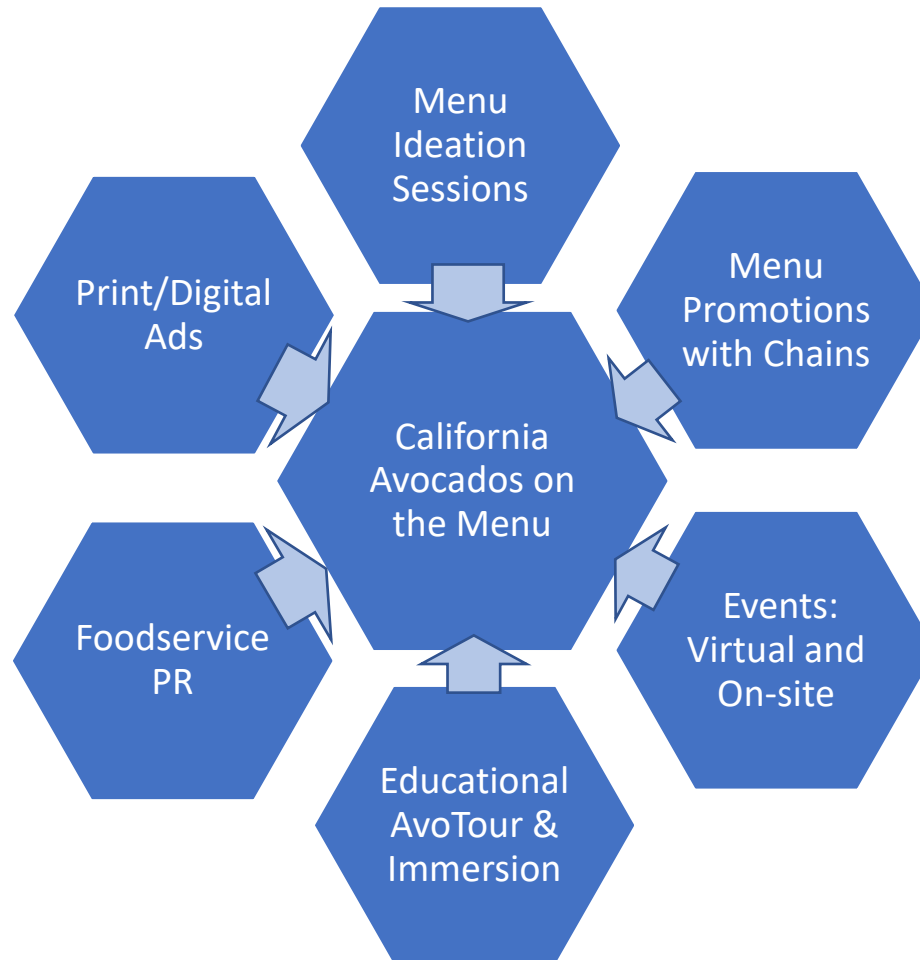 Menu
Ideation
Sessions
Print/Digital
Ads
Menu
Promotions
with Chains
California
Avocados on
the Menu
Foodservice
PR
Events:
Virtual and
On-site
Educational
AvoTour &
Immersion